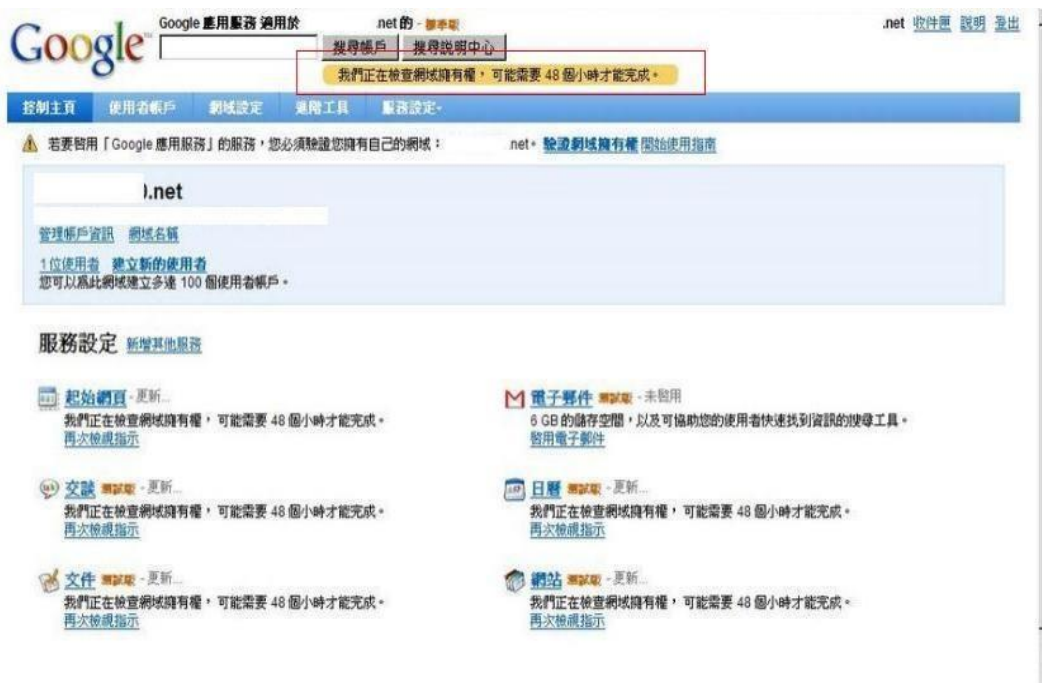 Google
Google 應用服務 適用於 .net 的 - 標準版
.net 收件匣 說明 登出
搜尋帳戶 搜尋說明中心
我們正在檢查網域擁有權， 可能需要 48 個小時才能完成。
控制主頁 使用者帳戶 網域設定 進階工具 服務設定
若要啟用「Google 應用服務」的服務，您必須驗證您擁有自己的網域： .net。 驗證網域擁有權 開始使用指南
.net
管理帳戶資訊 網域名稱
1 位使用者 建立新的使用者
您可以為此網域建立多達 100 個使用者帳戶。
服務設定 新增其他服務
起始網頁 - 更新...
我們正在檢查網域擁有權， 可能需要 48 個小時才能完成。
再次檢視指示
電子郵件 測試版 - 未啟用
6 GB 的儲存空間，以及可協助您的使用者快速找到資訊的搜尋工具。
啟用電子郵件
交談 測試版 - 更新...
我們正在檢查網域擁有權， 可能需要 48 個小時才能完成。
再次檢視指示
日曆 測試版 - 更新...
我們正在檢查網域擁有權， 可能需要 48 個小時才能完成。
再次檢視指示
文件 測試版 - 更新...
我們正在檢查網域擁有權， 可能需要 48 個小時才能完成。
再次檢視指示
網站 測試版 - 更新...
我們正在檢查網域擁有權， 可能需要 48 個小時才能完成。
再次檢視指示